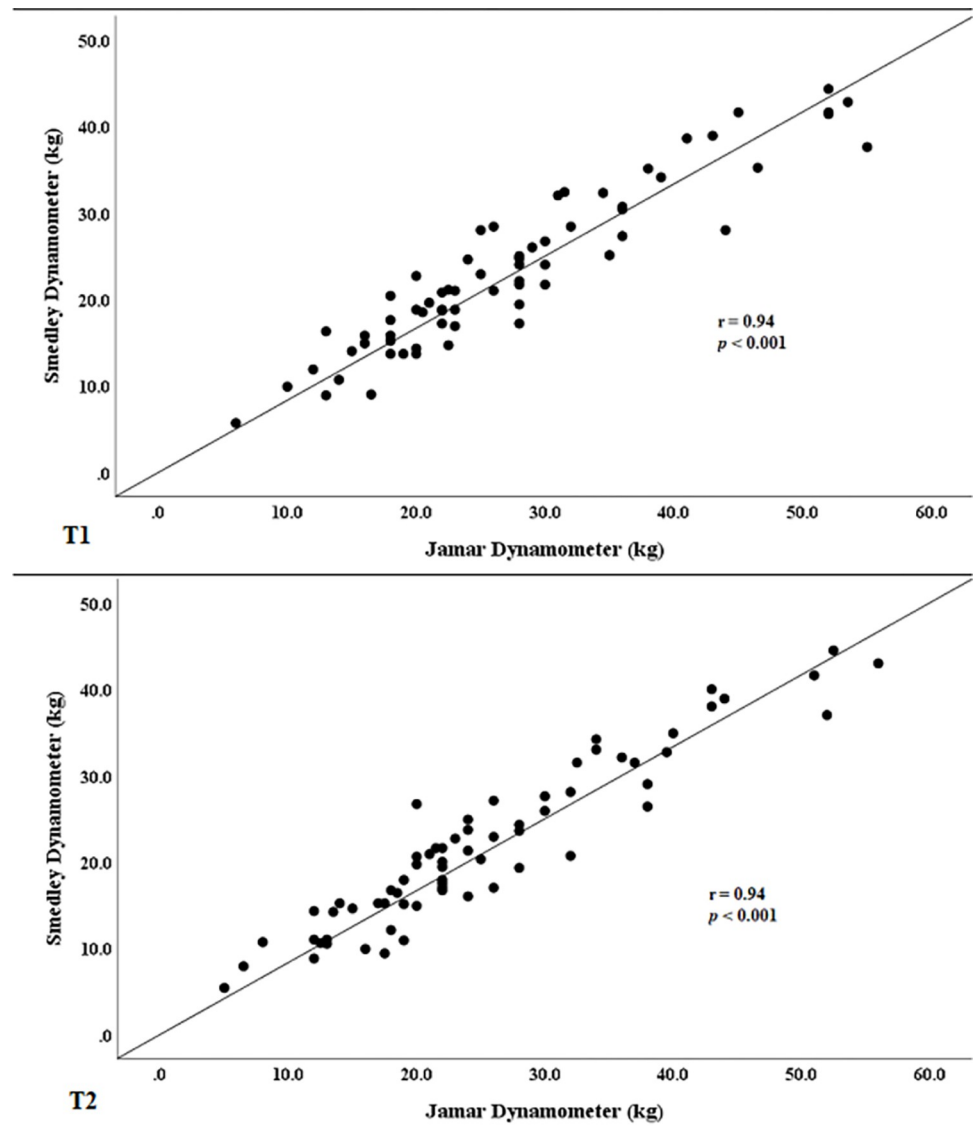 50.0
40.0
30.0
20.0
10.0
.0
Smedley Dynamometer (kg)
r = 0.94
p < 0.001
.0 10.0 20.0 30.0 40.0 50.0 60.0
T1
Jamar Dynamometer (kg)
50.0
40.0
30.0
20.0
10.0
.0
Smedley Dynamometer (kg)
r = 0.94
p < 0.001
.0 10.0 20.0 30.0 40.0 50.0 60.0
T2
Jamar Dynamometer (kg)